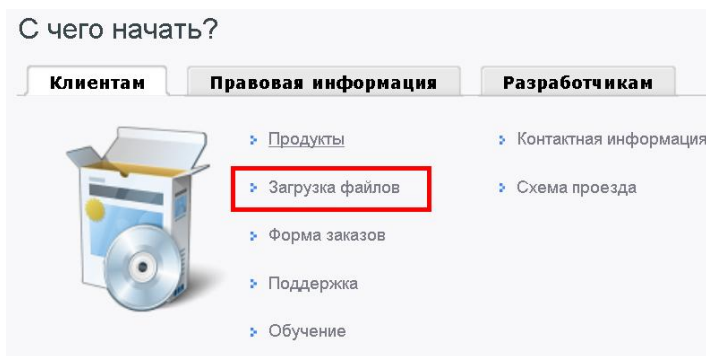 С чего начать?
Клиентам Правовая информация Разработчикам
Продукты Контактная информация
Загрузка файлов Схема проезда
Форма заказов
Поддержка
Обучение